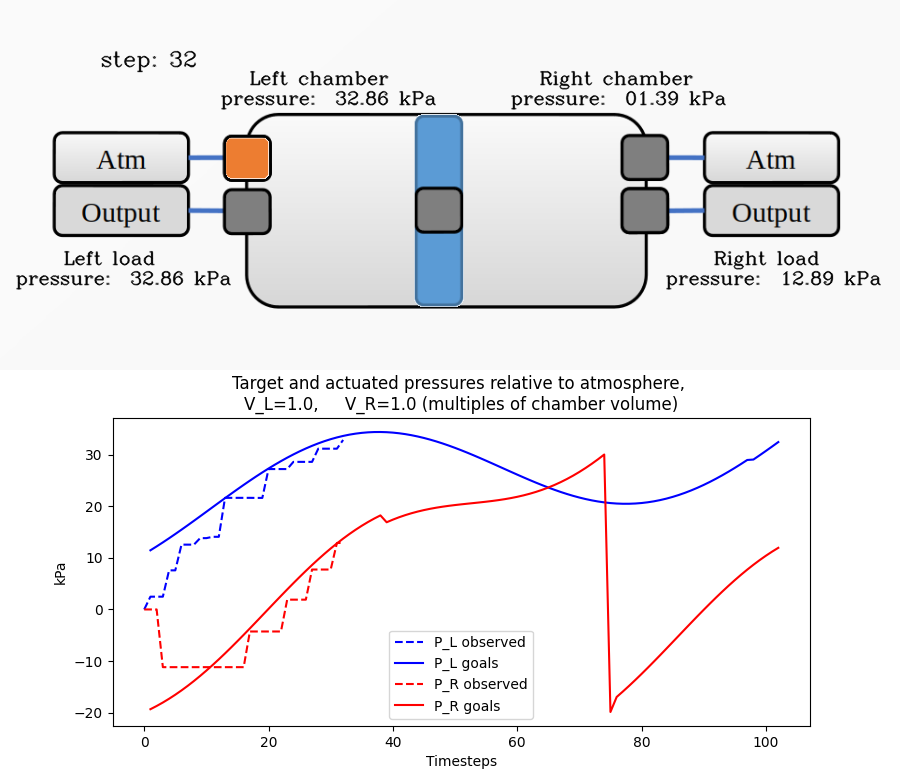 step: 32
Left chamber
pressure: 32.86 kPa
Right chamber
pressure: 01.39 kPa
Atm
Output
Atm
Output
Left load
pressure: 32.86 kPa
Right load
pressure: 12.89 kPa
Target and actuated pressures relative to atmosphere,
V_L=1.0, V_R=1.0 (multiples of chamber volume)
kPa
30
20
10
0
−10
−20
P_L observed
P_L goals
P_R observed
P_R goals
0 20 40 60 80 100
Timesteps